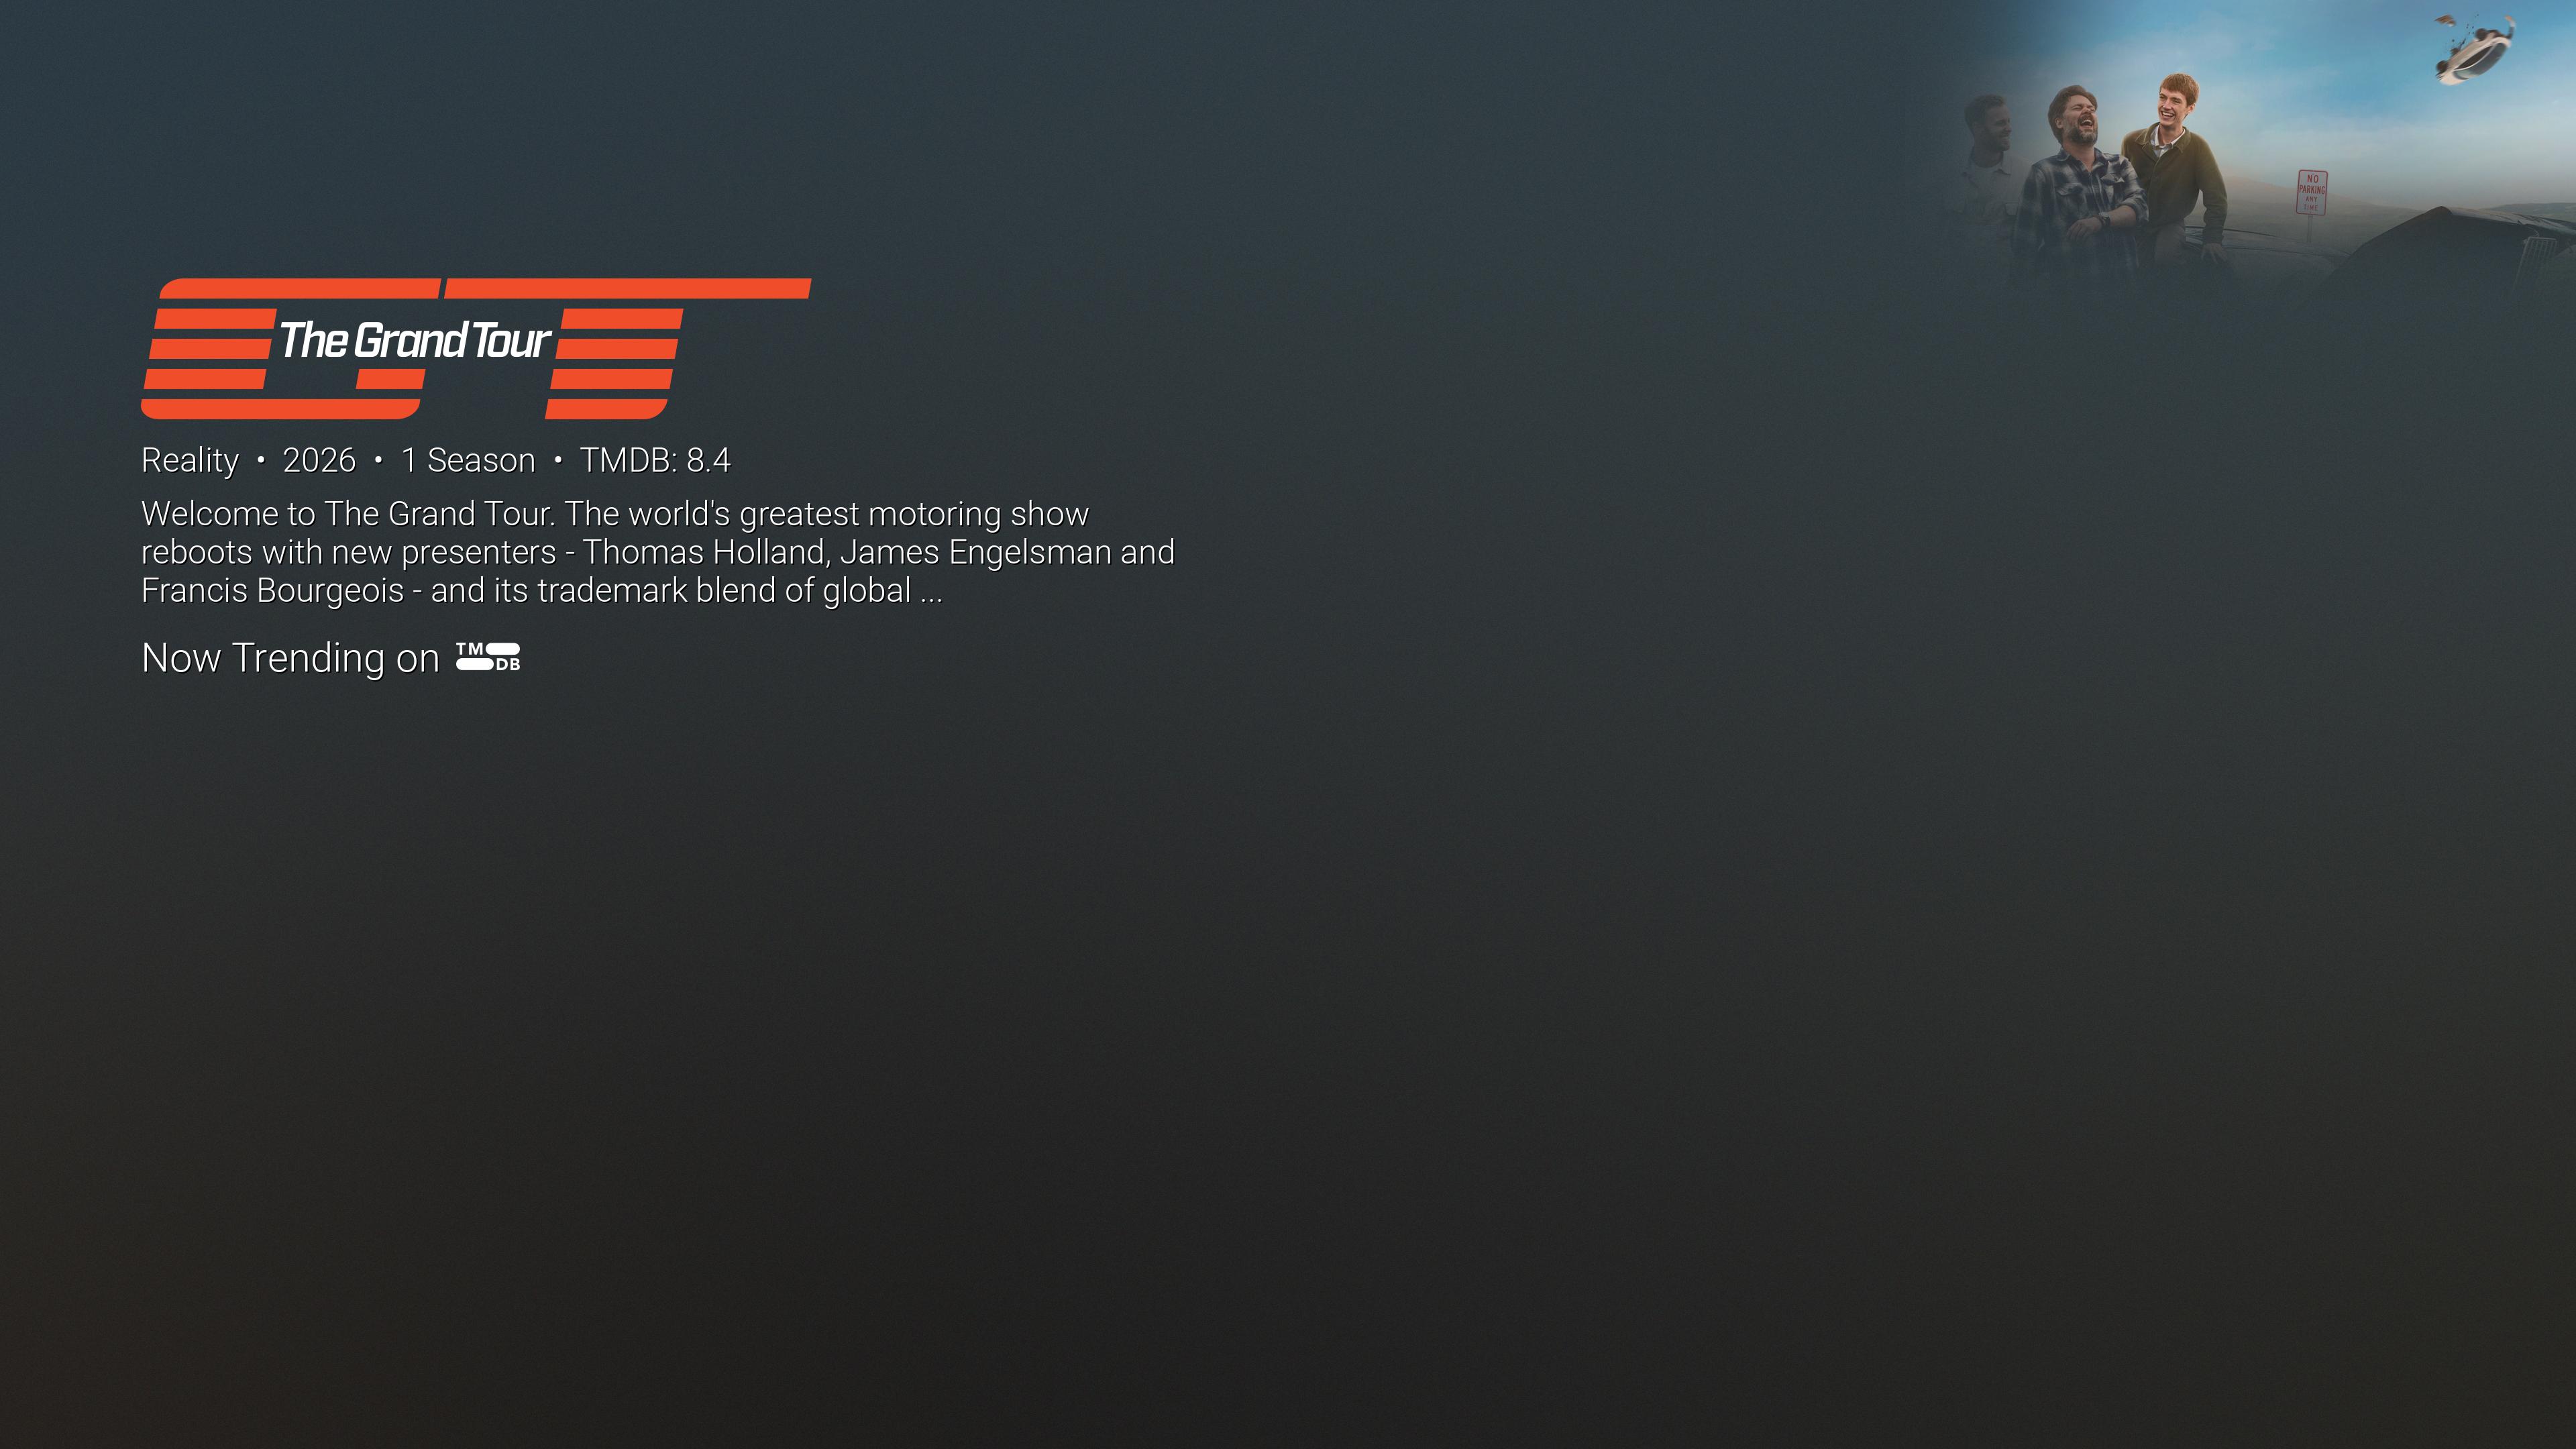 NO
PARKING
ANY
TIME
The Grand Tour
Reality • 2026 • 1 Season • TMDB: 8.4
Welcome to The Grand Tour. The world's greatest motoring show
reboots with new presenters - Thomas Holland, James Engelsman and
Francis Bourgeois - and its trademark blend of global ...
Now Trending on TMDB